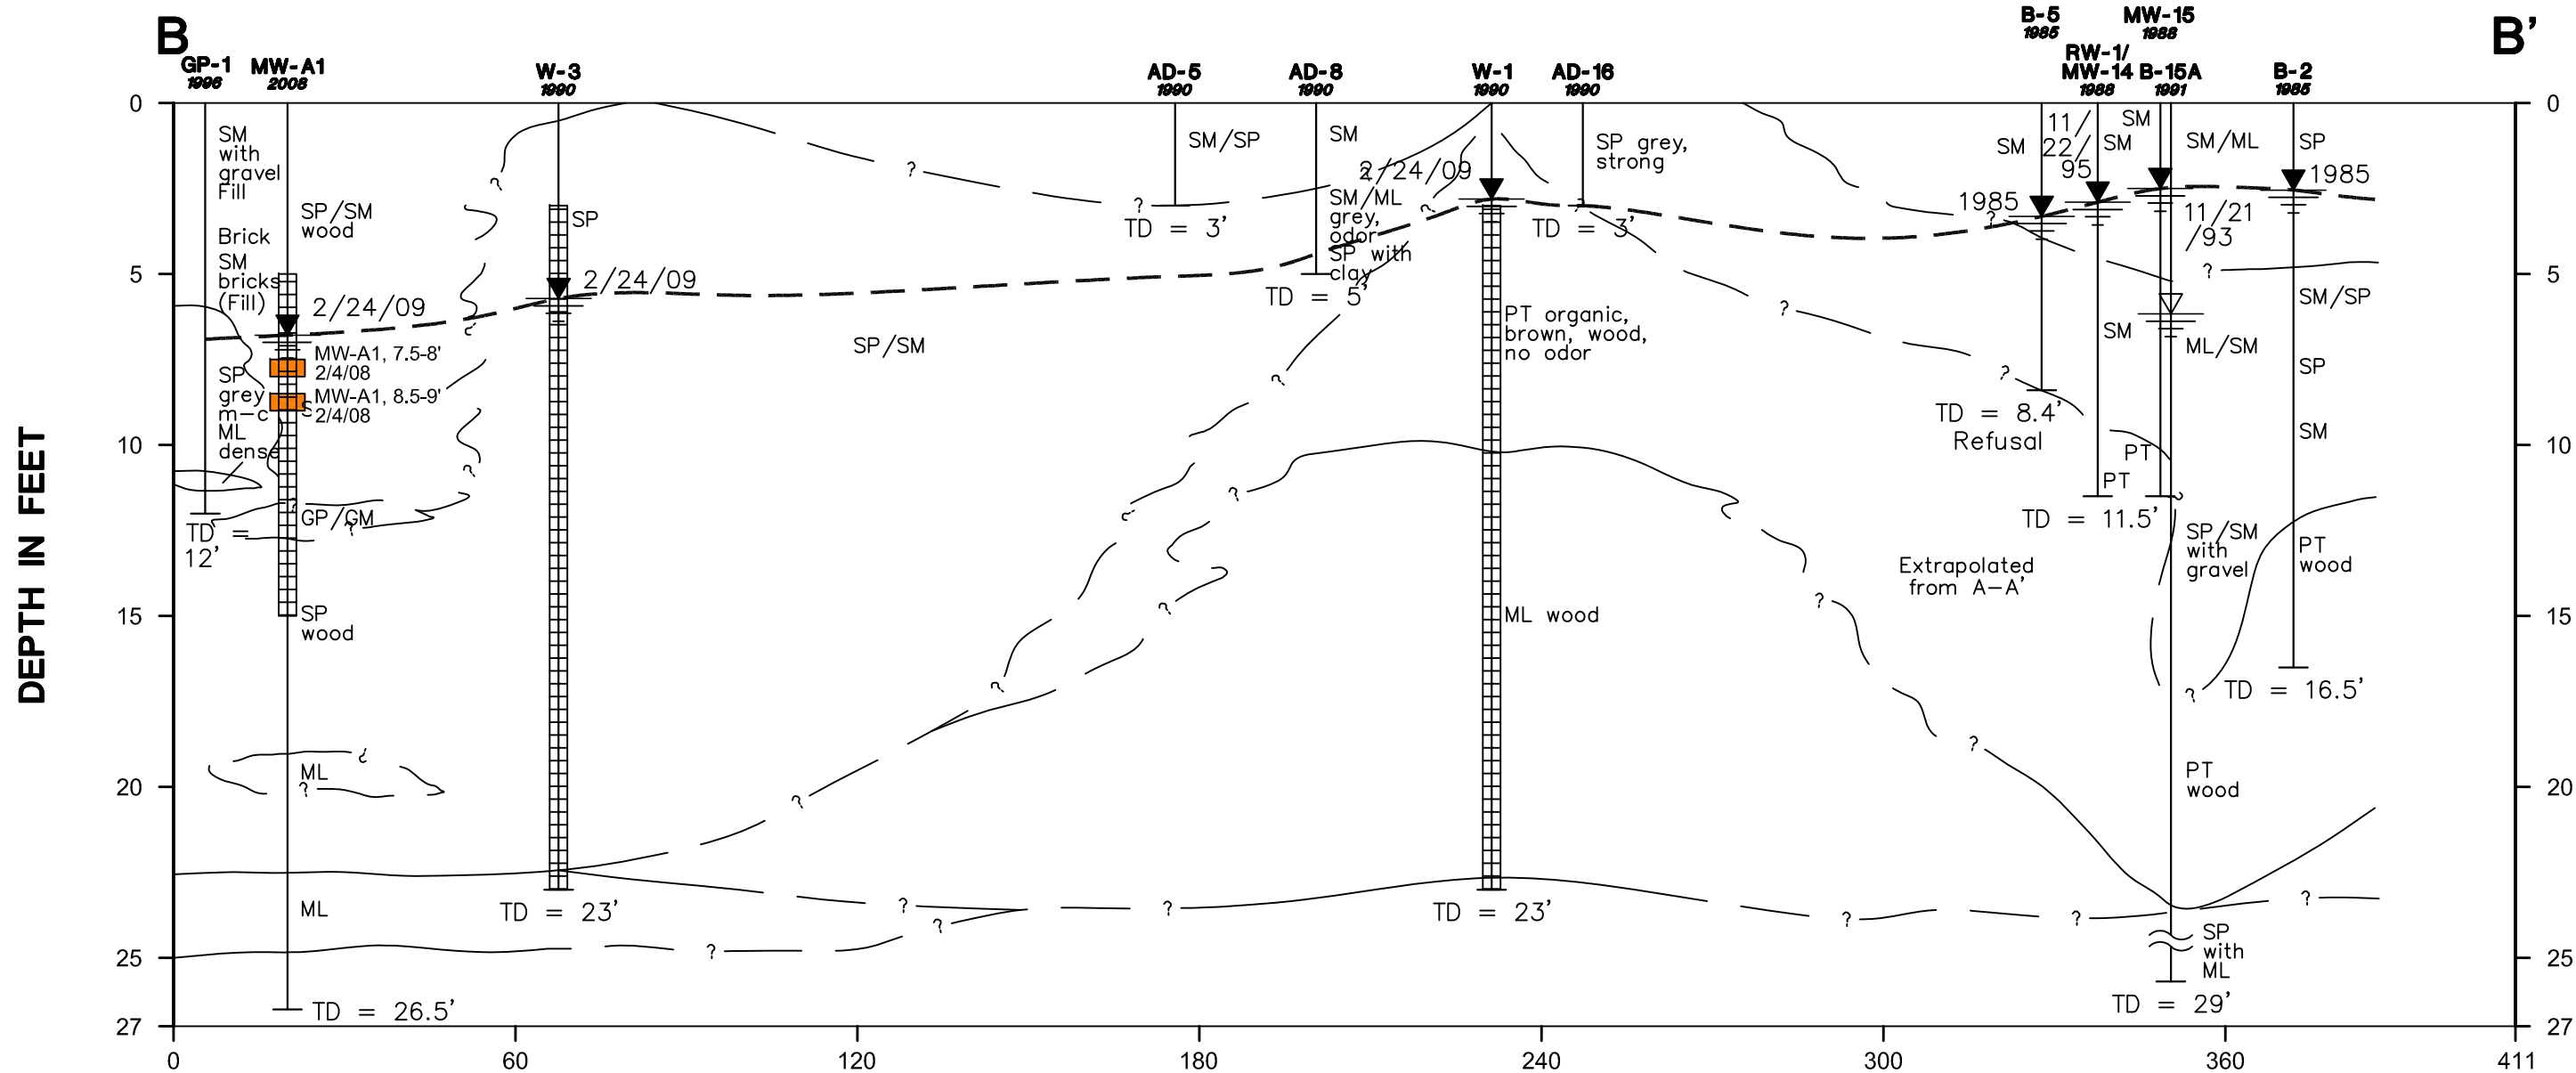 B
B'
B-5
1985
MW-15
1988
GP-1
1996
MW-A1
2008
W-3
1990
AD-5
1990
AD-8
1990
W-1
1990
AD-16
1990
RW-1/
MW-14
1988
B-15A
1991
B-2
1985
DEPTH IN FEET
0
5
10
15
20
25
27
SM
with
gravel
Fill
Brick
SM
bricks
(Fill)
SP
grey
m-c
ML
dense
TD =
12'
SP/SM
wood
2/24/09
MW-A1, 7.5-8'
2/4/08
MW-A1, 8.5-9'
2/4/08
GP/GM
SP
wood
ML
ML
TD = 26.5'
?
SP
2/24/09
TD = 23'
SP/SM
SM/SP
TD = 3'
SM
SM/ML
grey,
odor
SP with
clay
TD = 5'
2/24/09
PT organic,
brown, wood,
no odor
ML wood
TD = 23'
SP grey,
strong
TD = 3'
SM
1985
TD = 8.4'
Refusal
11/
22/
95
SM
SM
PT
TD = 11.5'
Extrapolated
from A-A'
SM
PT
SM/ML
11/21
/93
ML/SM
SP/SM
with
gravel
PT
wood
SP
with
ML
TD = 29'
SP
1985
SM/SP
SP
SM
PT
wood
TD = 16.5'
0
5
10
15
20
25
27
0
60
120
180
240
300
360
411